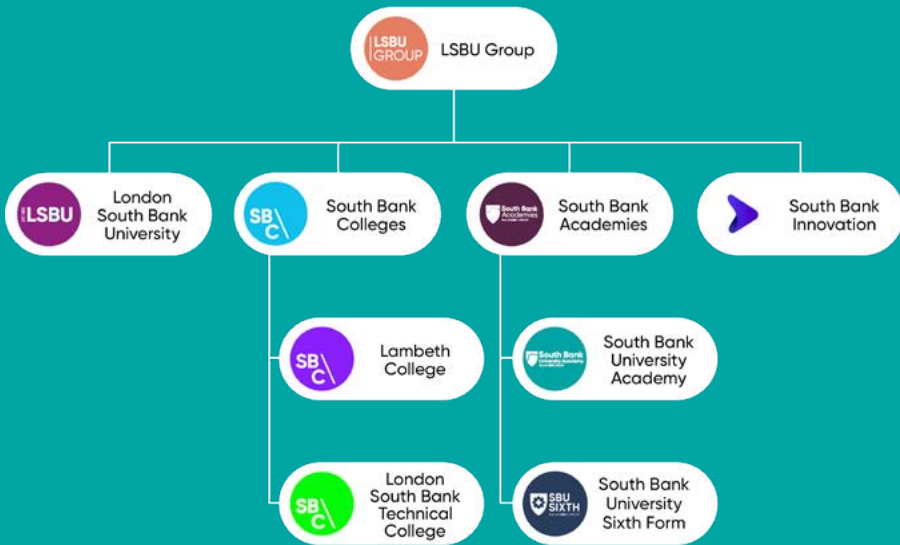 LSBU
GROUP
LSBU Group
LSBU
London
South Bank
University
SB
C
South Bank
Colleges
South Bank
Academies
South Bank
Academies
South Bank
Innovation
SB
C
Lambeth
College
South Bank
University Academy
South Bank
University
Academy
SB
C
London
South Bank
Technical
College
SBU
SIXTH
South Bank
University
Sixth Form